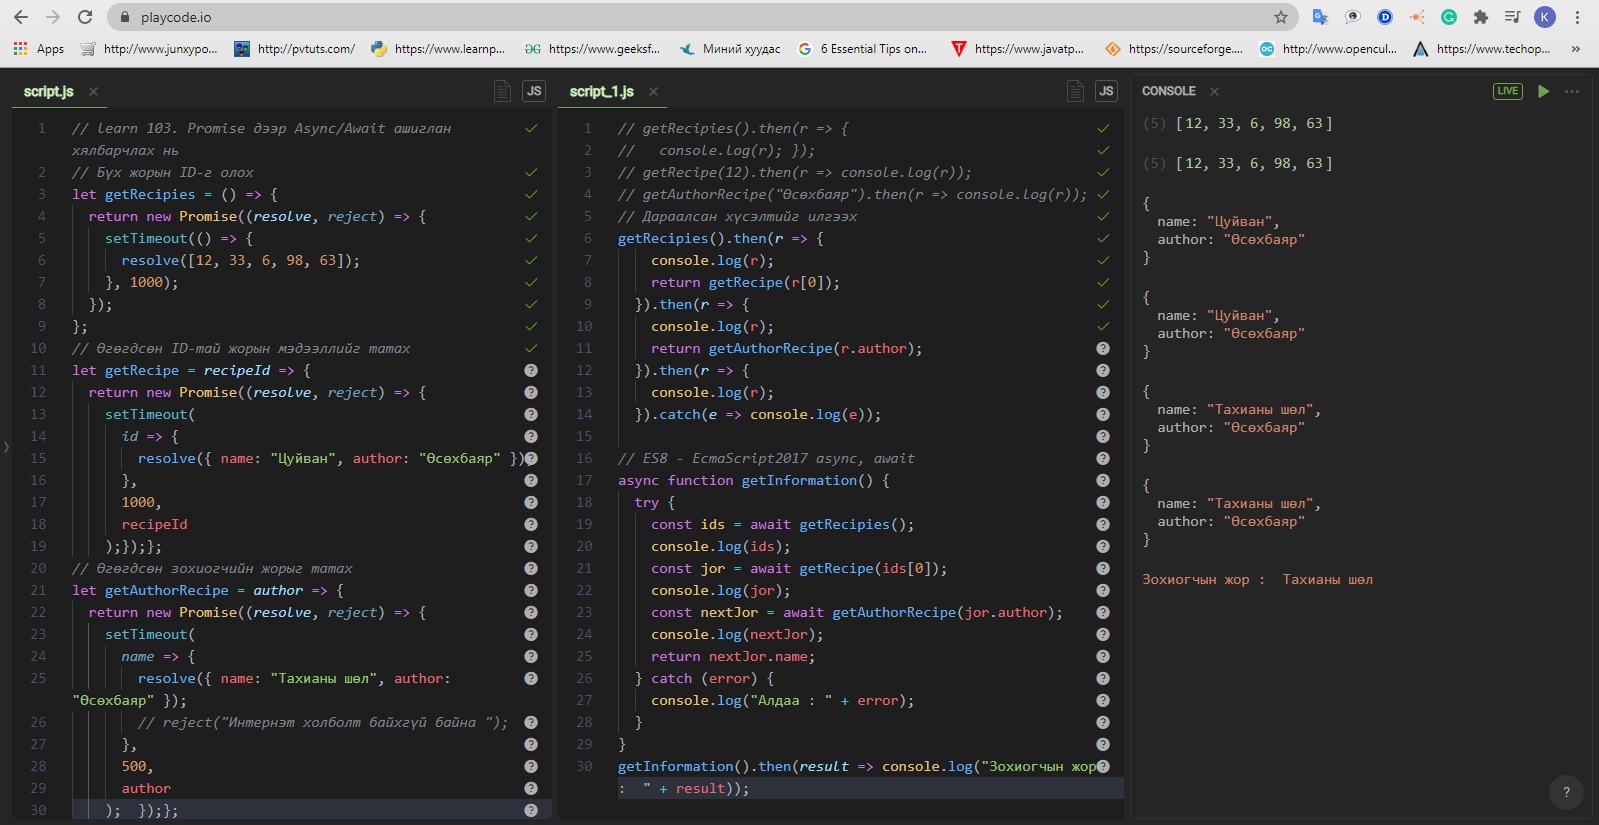 playcode.io
K
Apps
http://www.junxypo...
http://pvtuts.com/
https://www.learnp...
https://www.geeksf...
Миний хуудас
6 Essential Tips on...
https://www.javatp...
https://sourceforge....
http://www.opencul...
https://www.techop...
»
script.js
JS
1 // learn 103. Promise дээр Async/Await ашиглан
хялбарчлах нь
2 // Бүх жорын ID-г олох
3 let getRecipies = () => {
4 return new Promise((resolve, reject) => {
5 setTimeout(() => {
6 resolve([12, 33, 6, 98, 63]);
7 }, 1000);
8 });
9 };
10 // Өгөгдсөн ID-тай жорын мэдээллийг татах
11 let getRecipe = recipeId => {
12 return new Promise((resolve, reject) => {
13 setTimeout(
14 id => {
15 resolve({ name: "Цуйван", author: "Өсөхбаяр" });
16 },
17 1000,
18 recipeId
19 );});};
20 // Өгөгдсөн зохиогчийн жорыг татах
21 let getAuthorRecipe = author => {
22 return new Promise((resolve, reject) => {
23 setTimeout(
24 name => {
25 resolve({ name: "Тахианы шөл", author:
"Өсөхбаяр" });
26 // reject("Интернэт холболт байхгүй байна ");
27 },
28 500,
29 author
30 ); });};
script_1.js
JS
1 // getRecipies().then(r => {
2 // console.log(r); });
3 // getRecipe(12).then(r => console.log(r));
4 // getAuthorRecipe("Өсөхбаяр").then(r => console.log(r));
5 // Дараалсан хүсэлтийг илгээх
6 getRecipies().then(r => {
7 console.log(r);
8 return getRecipe(r[0]);
9 }).then(r => {
10 console.log(r);
11 return getAuthorRecipe(r.author);
12 }).then(r => {
13 console.log(r);
14 }).catch(e => console.log(e));
15
16 // ES8 - EcmaScript2017 async, await
17 async function getInformation() {
18 try {
19 const ids = await getRecipies();
20 console.log(ids);
21 const jor = await getRecipe(ids[0]);
22 console.log(jor);
23 const nextJor = await getAuthorRecipe(jor.author);
24 console.log(nextJor);
25 return nextJor.name;
26 } catch (error) {
27 console.log("Алдаа : " + error);
28 }
29 }
30 getInformation().then(result => console.log("Зохиогчын жор
: " + result));
CONSOLE
LIVE
(5) [12, 33, 6, 98, 63]
(5) [12, 33, 6, 98, 63]
{
name: "Цуйван",
author: "Өсөхбаяр"
}
{
name: "Цуйван",
author: "Өсөхбаяр"
}
{
name: "Тахианы шөл",
author: "Өсөхбаяр"
}
{
name: "Тахианы шөл",
author: "Өсөхбаяр"
}
Зохиогчын жор : Тахианы шөл
?